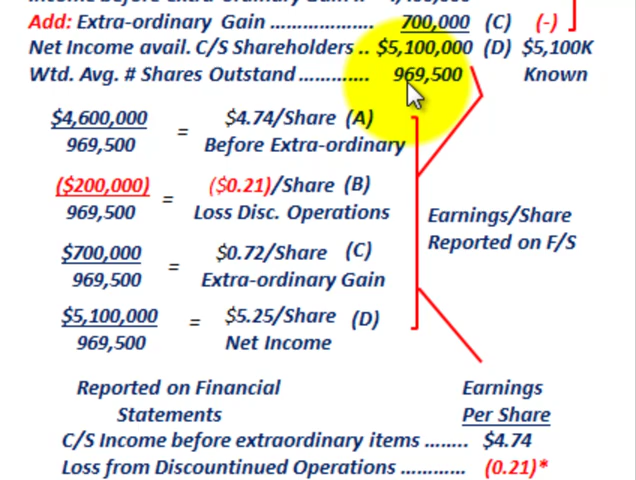 Add: Extra-ordinary Gain .................... 700,000 (C) (-)
Net Income avail. C/S Shareholders .. $5,100,000 (D) $5,100K
Wtd. Avg. # Shares Outstand ............. 969,500 Known
$4,600,000 = $4.74/Share (A)
969,500 Before Extra-ordinary
($200,000) = ($0.21)/Share (B)
969,500 Loss Disc. Operations
Earnings/Share
Reported on F/S
$700,000 = $0.72/Share (C)
969,500 Extra-ordinary Gain
$5,100,000 = $5.25/Share (D)
969,500 Net Income
Reported on Financial Earnings
Statements Per Share
C/S Income before extraordinary items ........ $4.74
Loss from Discountinued Operations ............ (0.21)*